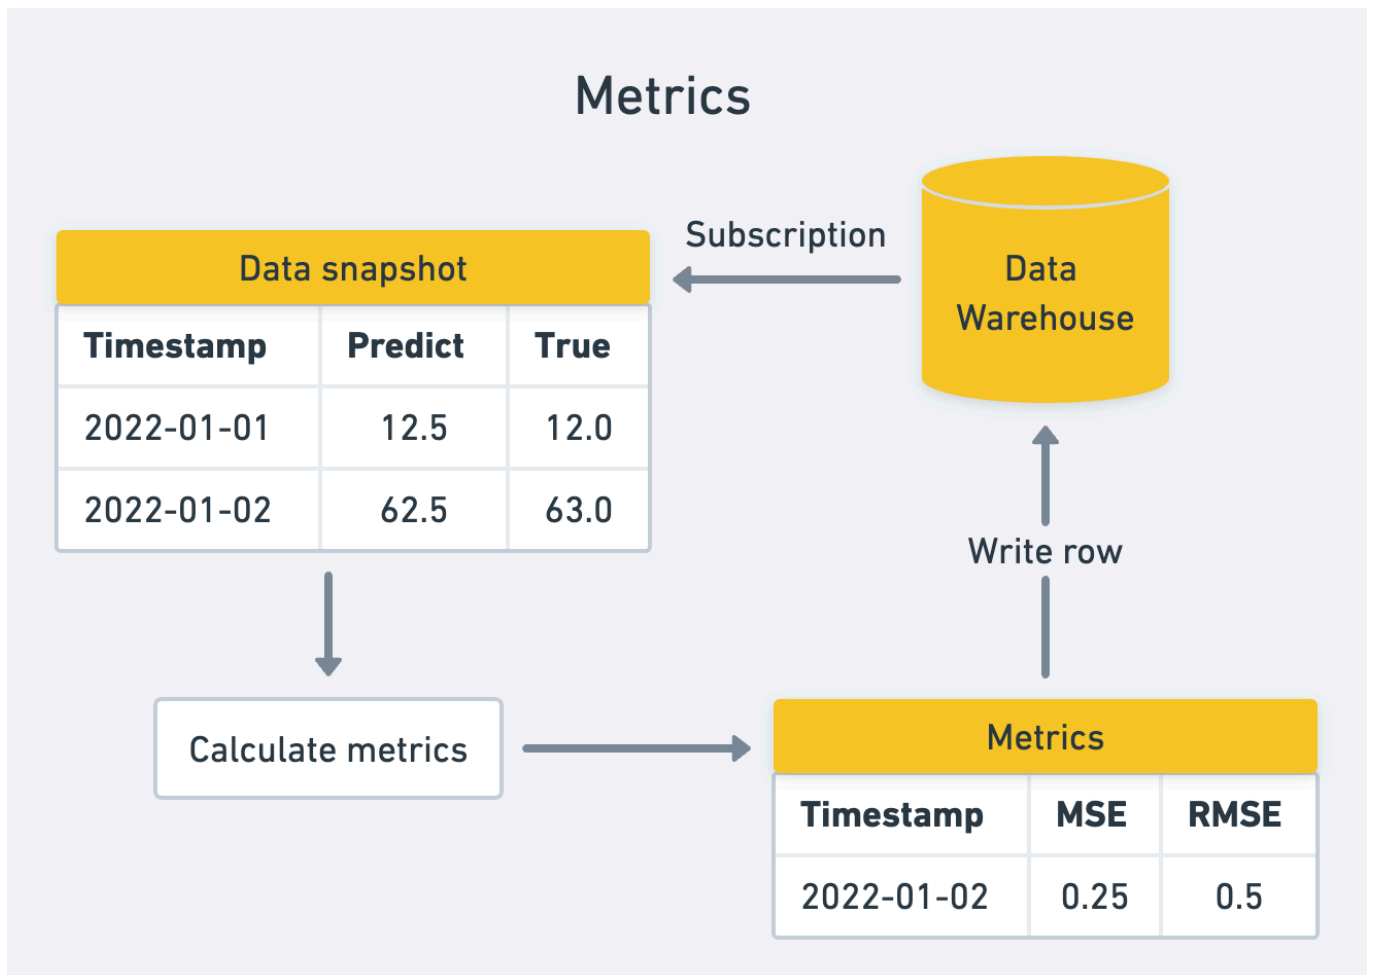 Metrics
Subscription
Data
Warehouse
Data snapshot
Timestamp Predict True
2022-01-01 12.5 12.0
2022-01-02 62.5 63.0
Write row
Calculate metrics
Metrics
Timestamp MSE RMSE
2022-01-02 0.25 0.5